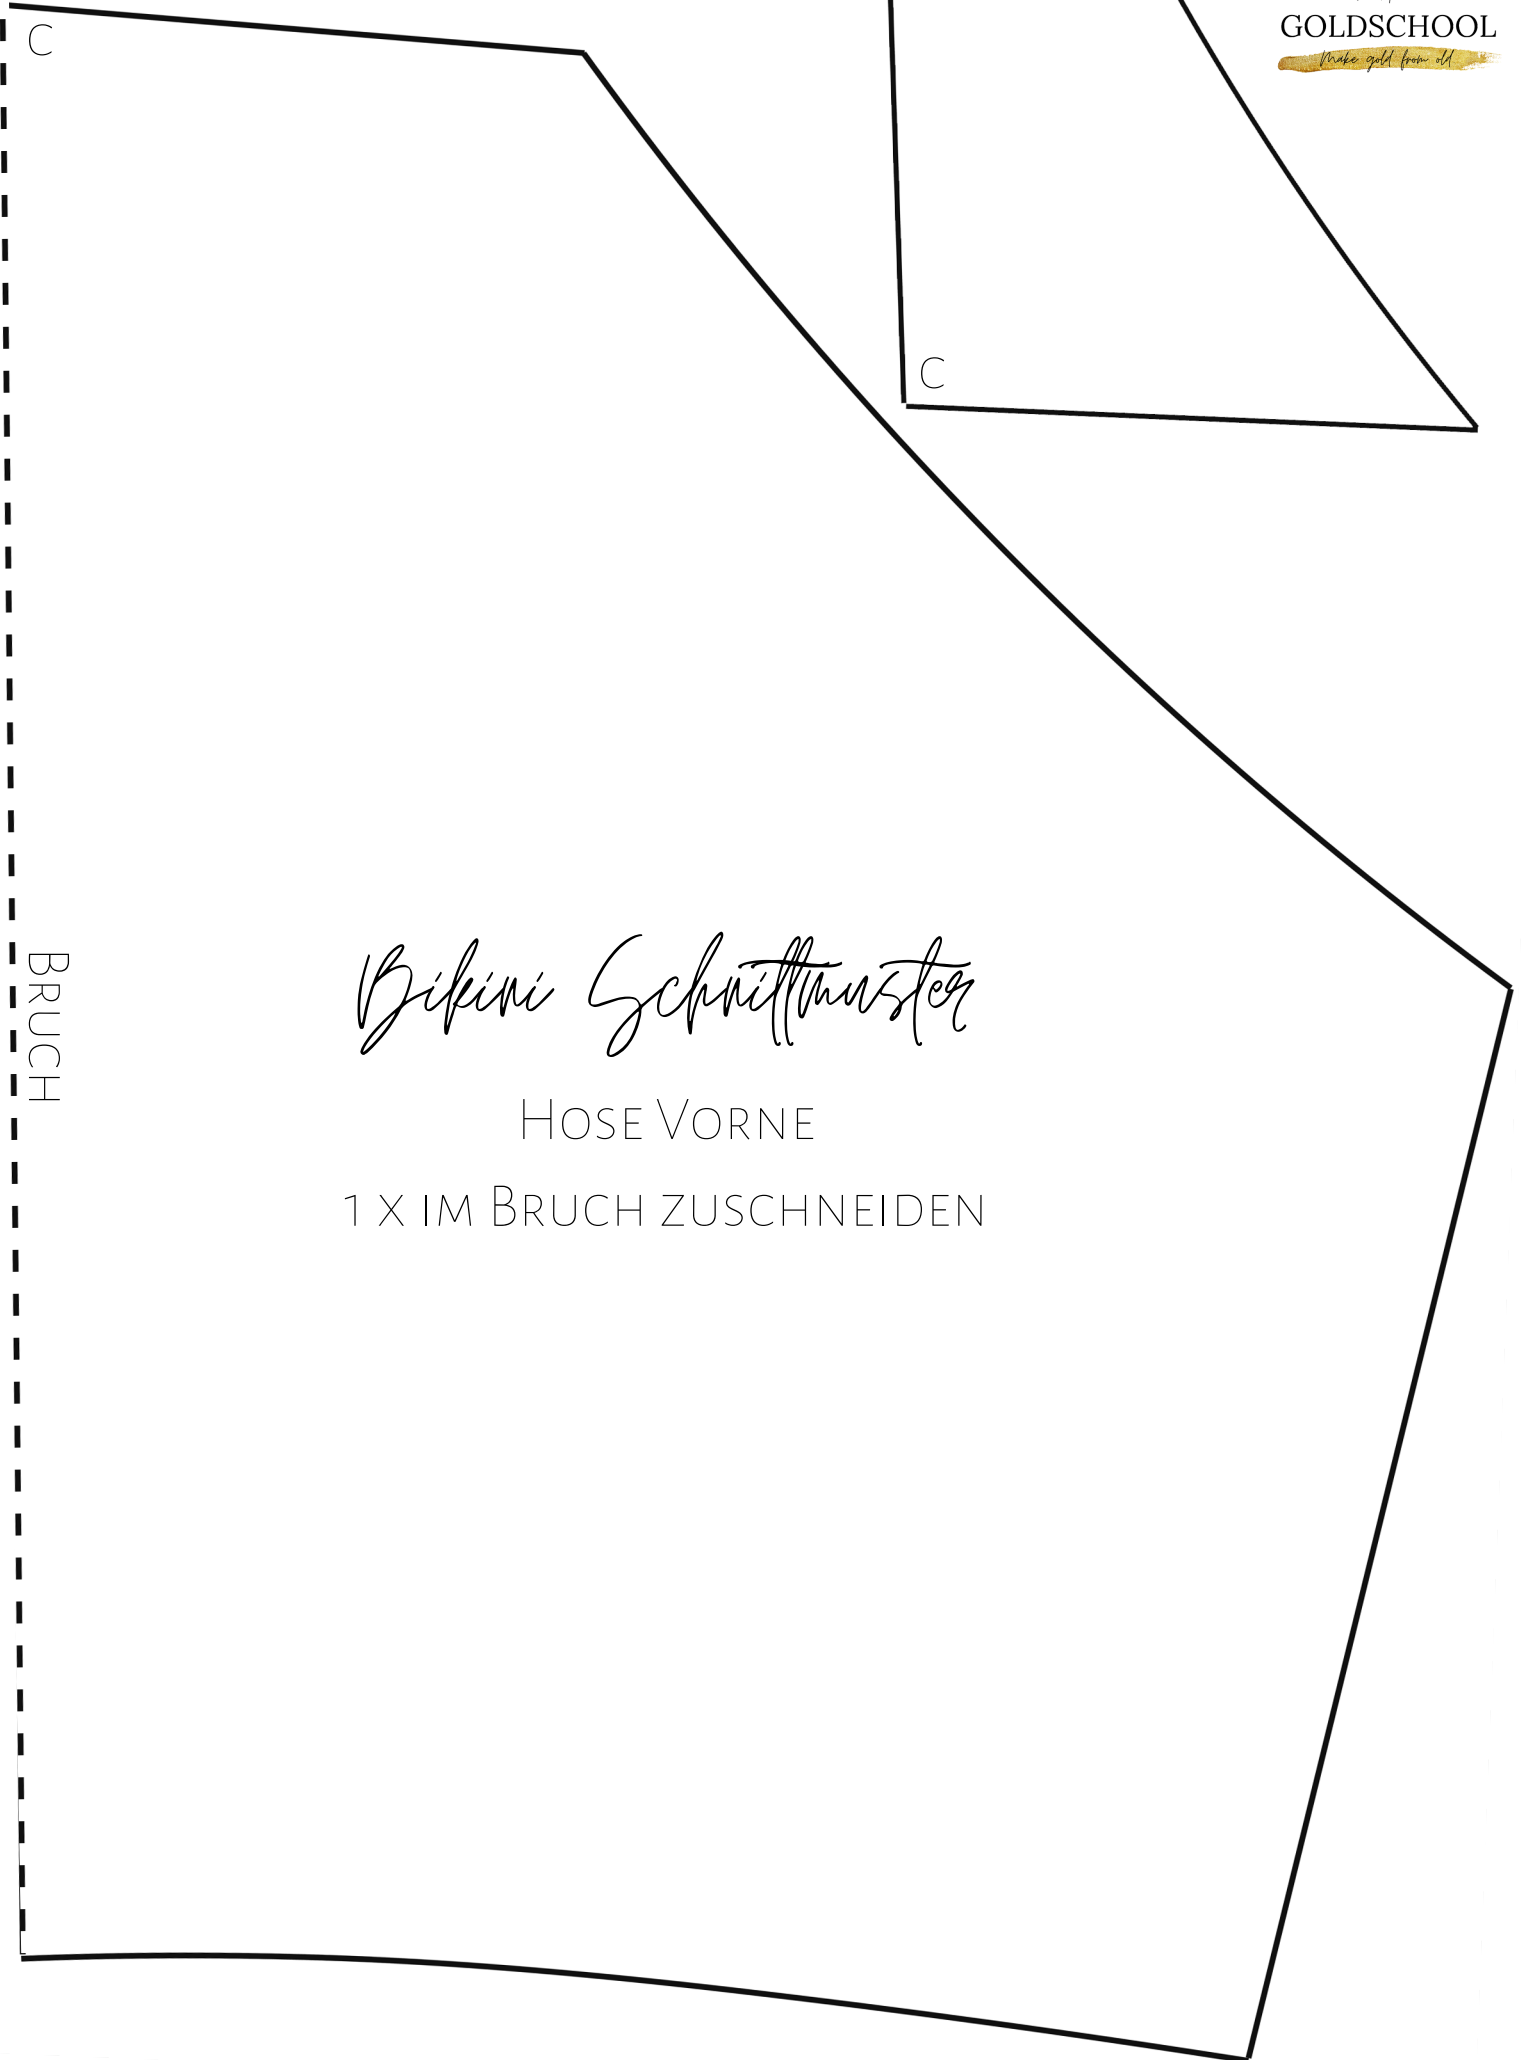 GOLDSCHOOL
Make gold from old
C
C
BRUCH
Bikini Schnittmuster
HOSE VORNE
1 X IM BRUCH ZUSCHNEIDEN